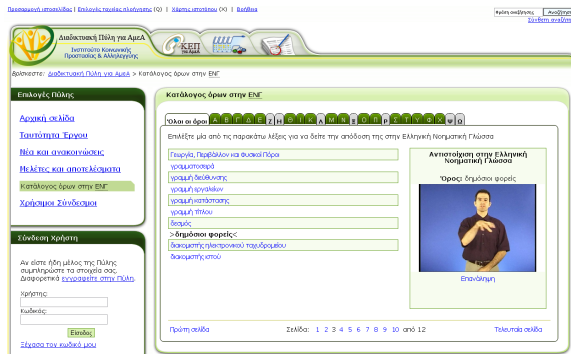 Προσαρμογή ιστοσελίδας | Επιλογές ταχείας πλοήγησης (Q) | Χάρτης ιστοτόπου (X) | Βοήθεια
Φράση αναζήτησης
Αναζήτηση
Σύνθετη αναζήτηση
Διαδικτυακή Πύλη για ΑμεΑ
Ινστιτούτο Κοινωνικής
Προστασίας & Αλληλεγγύης
ΚΕΠ
για ΑμεΑ
Βρίσκεστε: Διαδικτυακή Πύλη για ΑμεΑ > Κατάλογος όρων στην ΕΝΓ
Επιλογές Πύλης
Αρχική σελίδα
Ταυτότητα Έργου
Νέα και ανακοινώσεις
Μελέτες και αποτελέσματα
Κατάλογος όρων στην ΕΝΓ
Χρήσιμοι Σύνδεσμοι
Σύνδεση Χρήστη
Αν είστε ήδη μέλος της Πύλης
συμπληρώστε τα στοιχεία σας.
Διαφορετικά εγγραφείτε στην Πύλη.
Χρήστης:
Κωδικός:
Είσοδος
Ξέχασα τον κωδικό μου
Κατάλογος όρων στην ΕΝΓ
Όλοι οι όροι Α Β Γ Δ Ε Ζ Η Θ Ι Κ Λ Μ Ν Ξ Ο Π Ρ Σ Τ Υ Φ Χ Ψ Ω
Επιλέξτε μία από τις παρακάτω λέξεις για να δείτε την απόδοση της στην Ελληνική Νοηματική Γλώσσα
Γεωργία, Περιβάλλον και Φυσικοί Πόροι
γραμματοσειρά
γραμμή διεύθυνσης
γραμμή εργαλείων
γραμμή κατάστασης
γραμμή τίτλου
δεσμός
>δημόσιοι φορείς<
διακομιστής ηλεκτρονικού ταχυδρομείου
διακομιστής ιστού
Αντιστοίχιση στην Ελληνική
Νοηματική Γλώσσα
Όρος: δημόσιοι φορείς
Επανάληψη
Πρώτη σελίδα
Σελίδα: 1 2 3 4 5 6 7 8 9 10 από 12
Τελευταία σελίδα